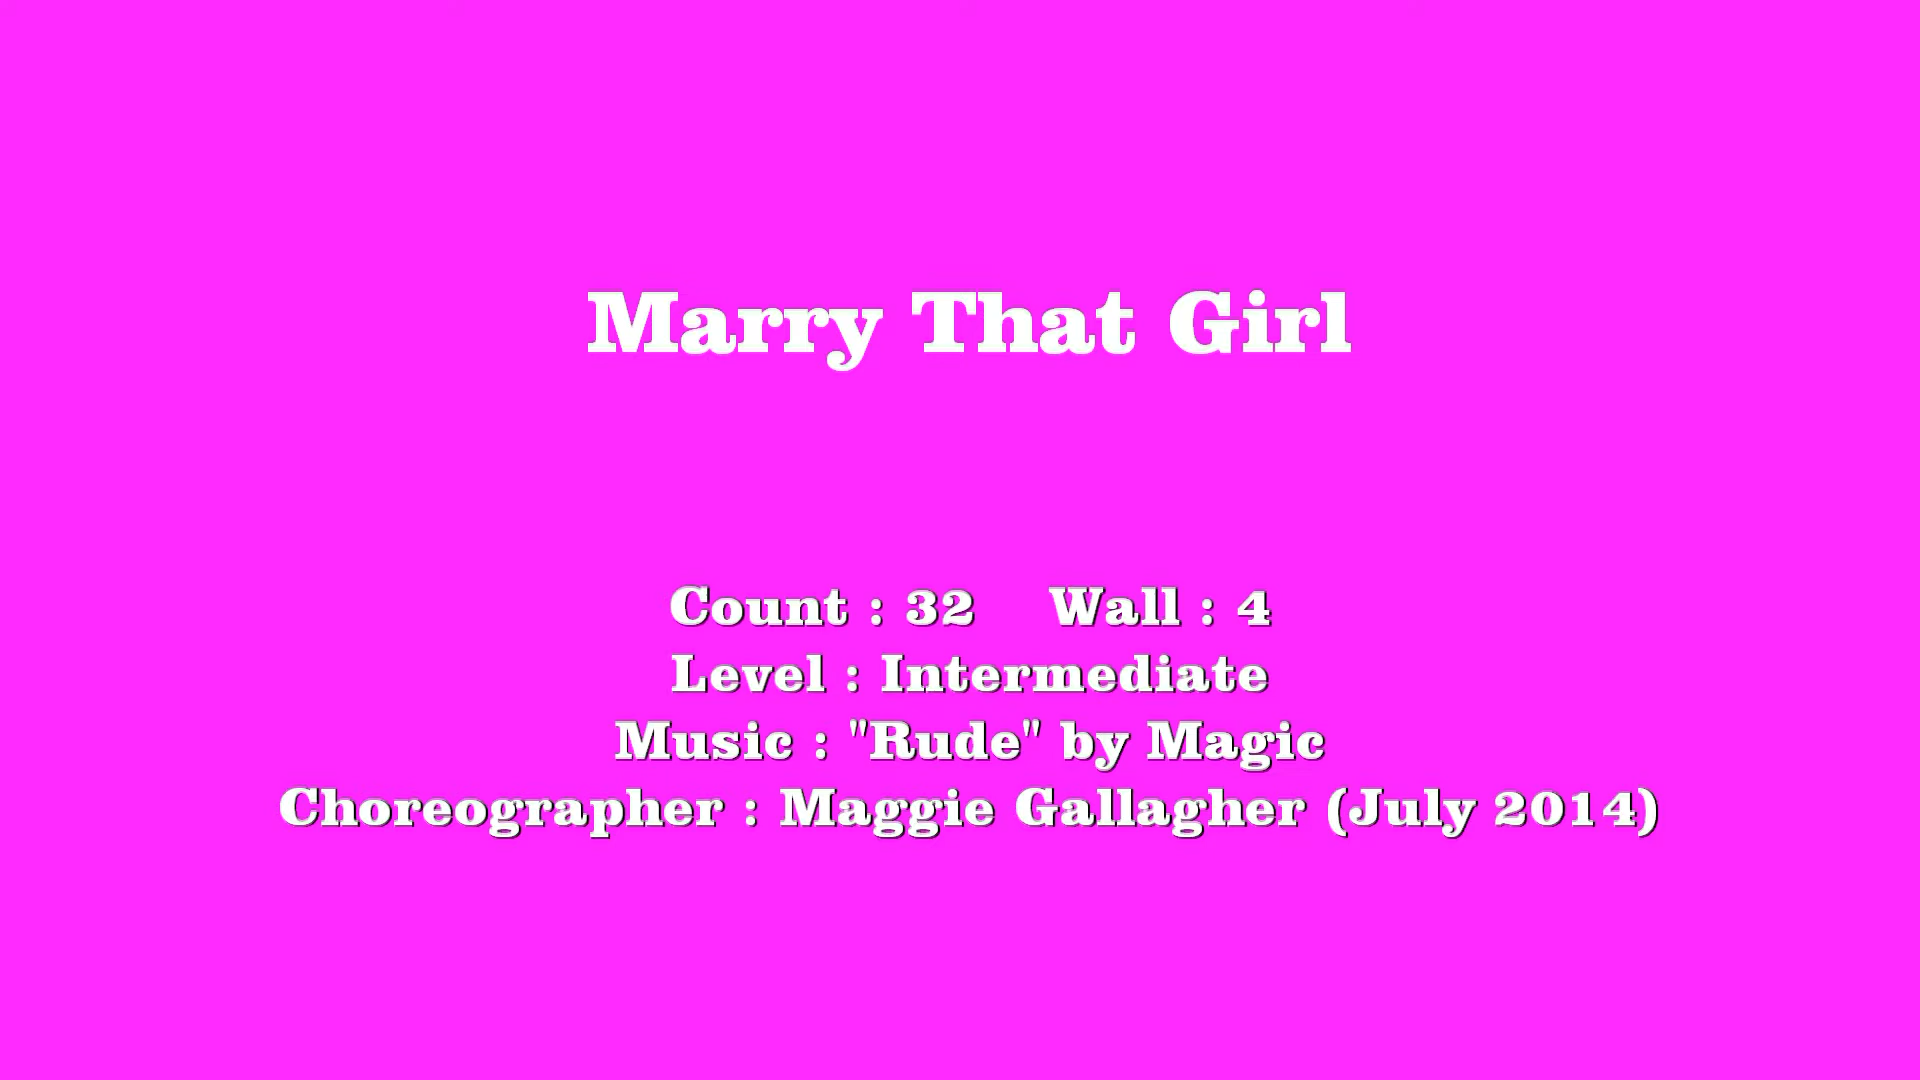 Marry That Girl
Count : 32    Wall : 4
Level : Intermediate
Music : "Rude" by Magic
Choreographer : Maggie Gallagher (July 2014)